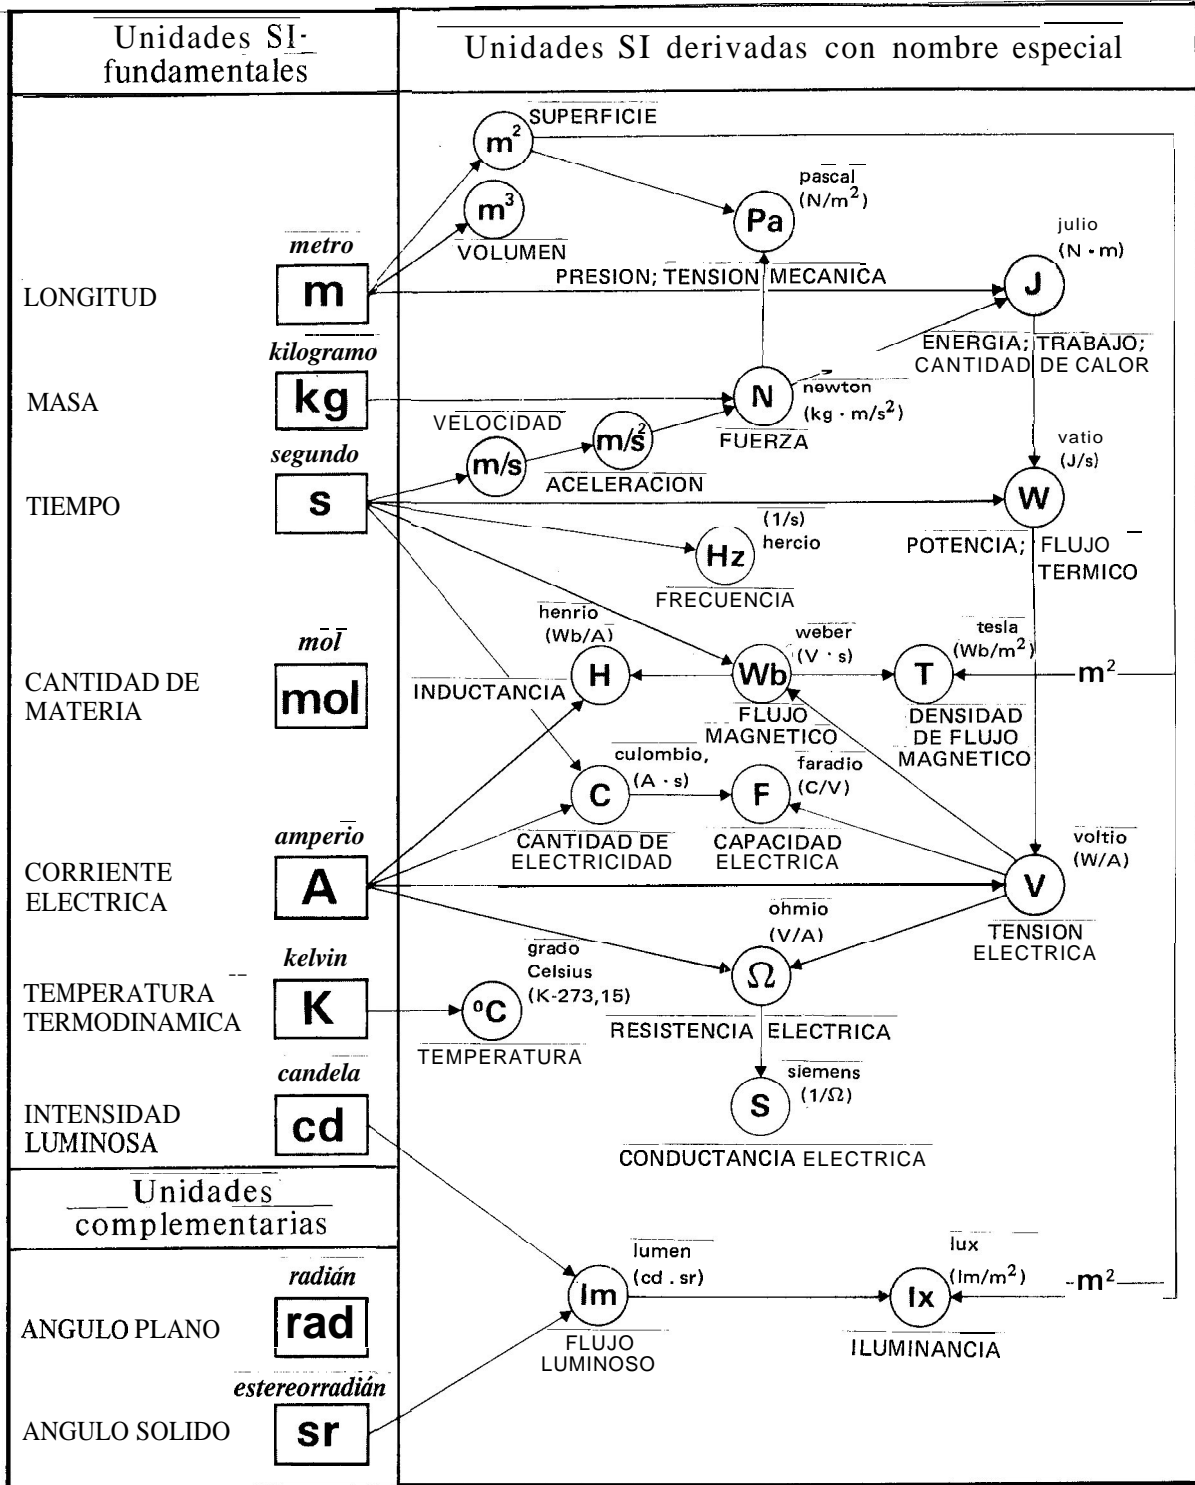 Unidades SI-
fundamentales
Unidades SI derivadas con nombre especial
SUPERFICIE
m²
pascal
(N/m²)
m³
Pa
VOLUMEN
julio
(N · m)
metro
LONGITUD
m
PRESION; TENSION MECANICA
J
ENERGIA; TRABAJO;
CANTIDAD DE CALOR
kilogramo
MASA
kg
N
newton
(kg · m/s²)
FUERZA
VELOCIDAD
m/s
m/s²
ACELERACION
segundo
TIEMPO
s
vatio
(J/s)
W
POTENCIA; FLUJO
TERMICO
(1/s)
hercio
Hz
FRECUENCIA
mol
CANTIDAD DE
MATERIA
mol
henrio
(Wb/A)
H
INDUCTANCIA
weber
(V · s)
Wb
FLUJO
MAGNETICO
tesla
(Wb/m²)
T
m²
DENSIDAD
DE FLUJO
MAGNETICO
culombio,
(A · s)
C
CANTIDAD DE
ELECTRICIDAD
faradio
(C/V)
F
CAPACIDAD
ELECTRICA
amperio
CORRIENTE
ELECTRICA
A
voltio
(W/A)
V
TENSION
ELECTRICA
ohmio
(V/A)
Ω
RESISTENCIA ELECTRICA
kelvin
TEMPERATURA
TERMODINAMICA
K
grado
Celsius
(K-273,15)
°C
TEMPERATURA
siemens
(1/Ω)
S
CONDUCTANCIA ELECTRICA
candela
INTENSIDAD
LUMINOSA
cd
Unidades
complementarias
radián
ANGULO PLANO
rad
lumen
(cd . sr)
lm
FLUJO
LUMINOSO
lux
(lm/m²)
lx
m²
ILUMINANCIA
estereorradián
ANGULO SOLIDO
sr